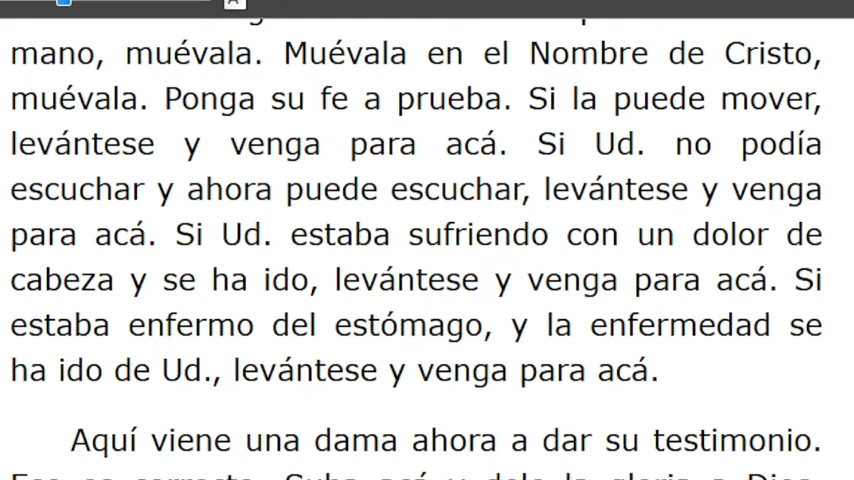 mano, muévala. Muévala en el Nombre de Cristo,
muévala. Ponga su fe a prueba. Si la puede mover,
levántese y venga para acá. Si Ud. no podía
escuchar y ahora puede escuchar, levántese y venga
para acá. Si Ud. estaba sufriendo con un dolor de
cabeza y se ha ido, levántese y venga para acá. Si
estaba enfermo del estómago, y la enfermedad se
ha ido de Ud., levántese y venga para acá.
Aquí viene una dama ahora a dar su testimonio.